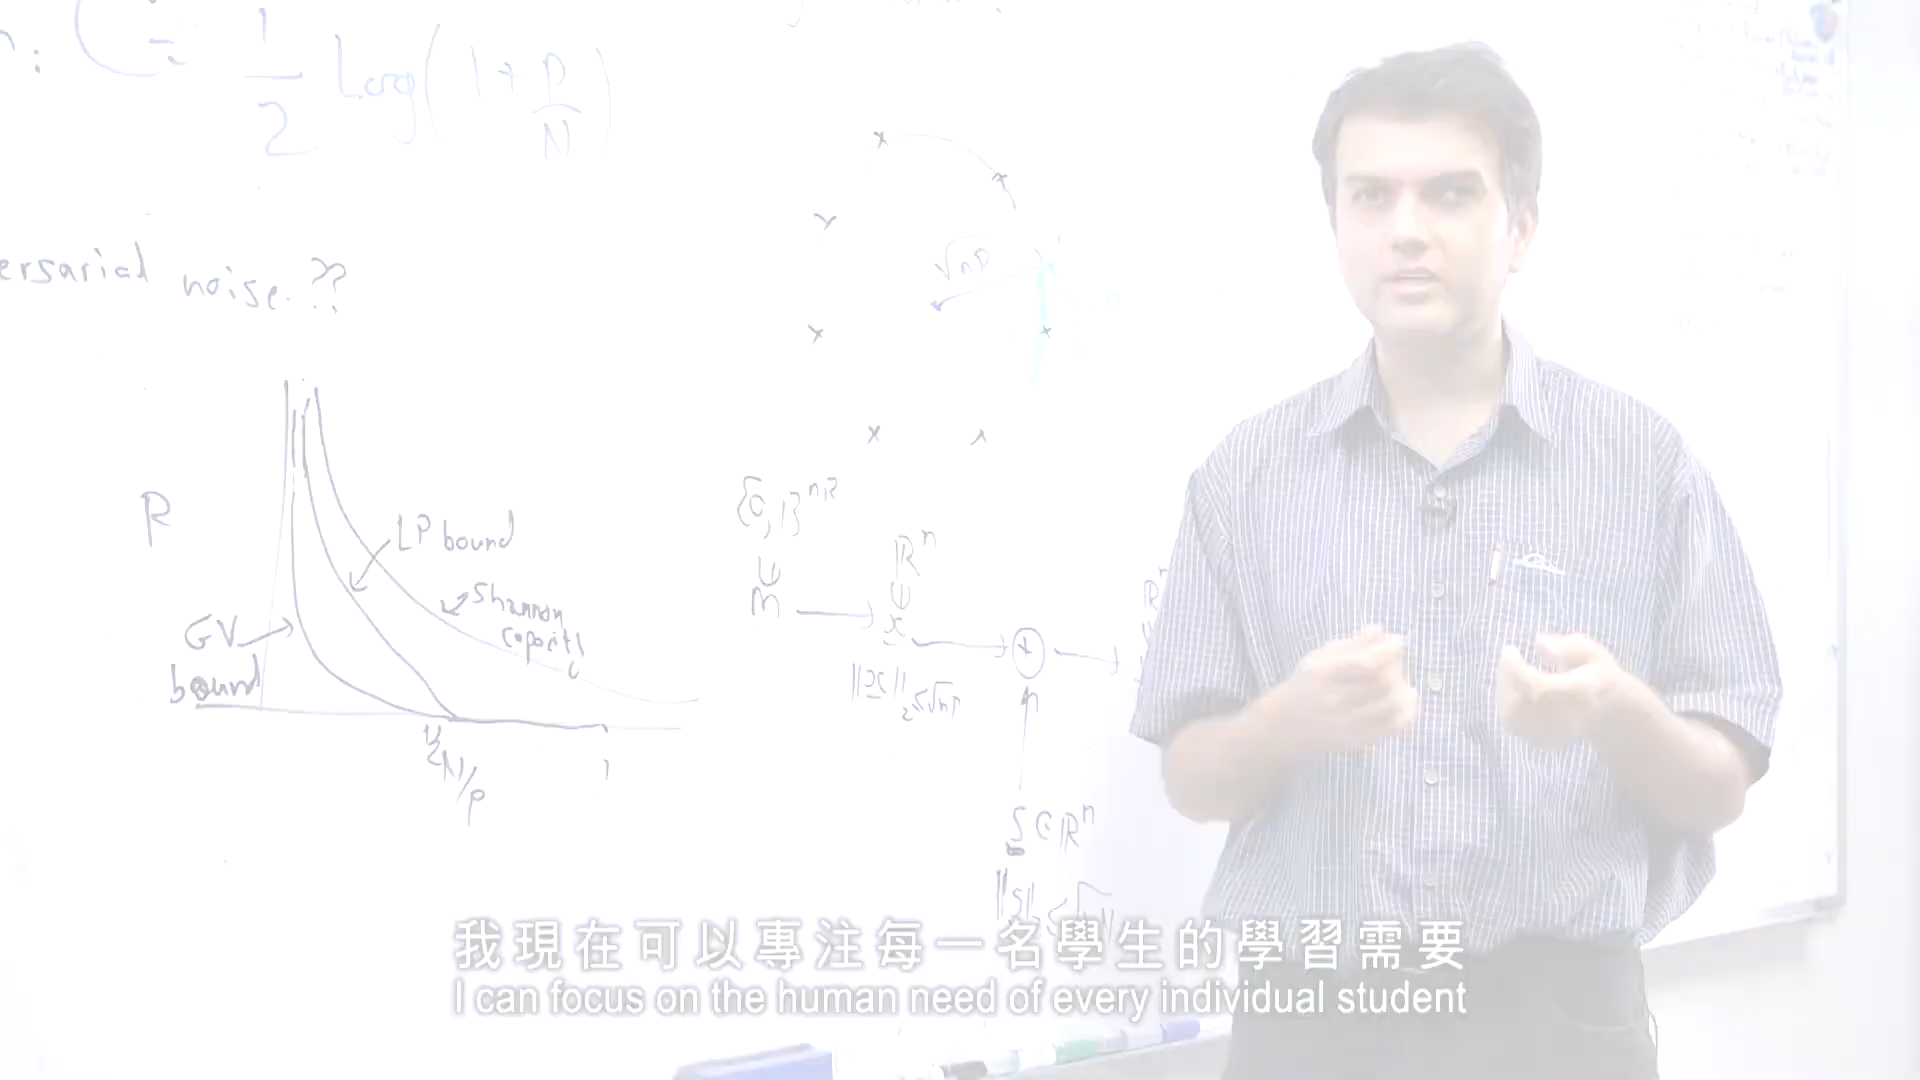 C = 1/2 Log(1+P/N)
ersarial noise ??
√nP
R
LP bound
Shannon
capacity
GV
bound
1/2
N/P
1
{0,1}^nR
m
R^n
x
||x||₂≤√nP
+
R^n
s∈R^n
我現在可以專注每一名學生的學習需要
I can focus on the human need of every individual student